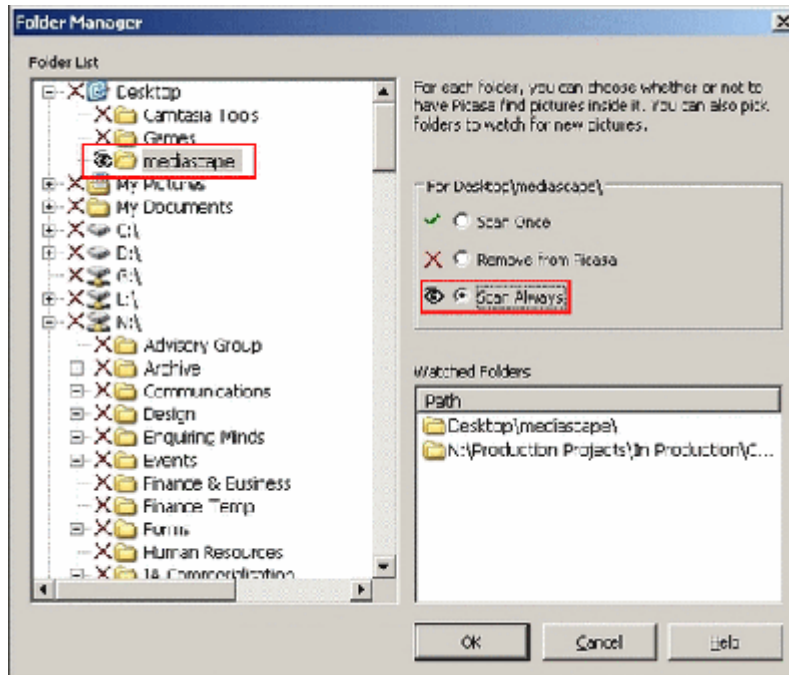 Folder Manager
Folder List
Desktop
Camtasia Tools
Games
mediascape
My Pictures
My Documents
C:\
D:\
G:\
L:\
N:\
Advisory Group
Archive
Communications
Design
Enquiring Minds
Events
Finance & Business
Finance Temp
Forms
Human Resources
IA Commercialisation
For each folder, you can choose whether or not to
have Picasa find pictures inside it. You can also pick
folders to watch for new pictures.
For Desktop\mediascape\
Scan Once
Remove from Picasa
Scan Always
Watched Folders
Path
Desktop\mediascape\
N:\Production Projects\In Production\C...
OK
Cancel
Help